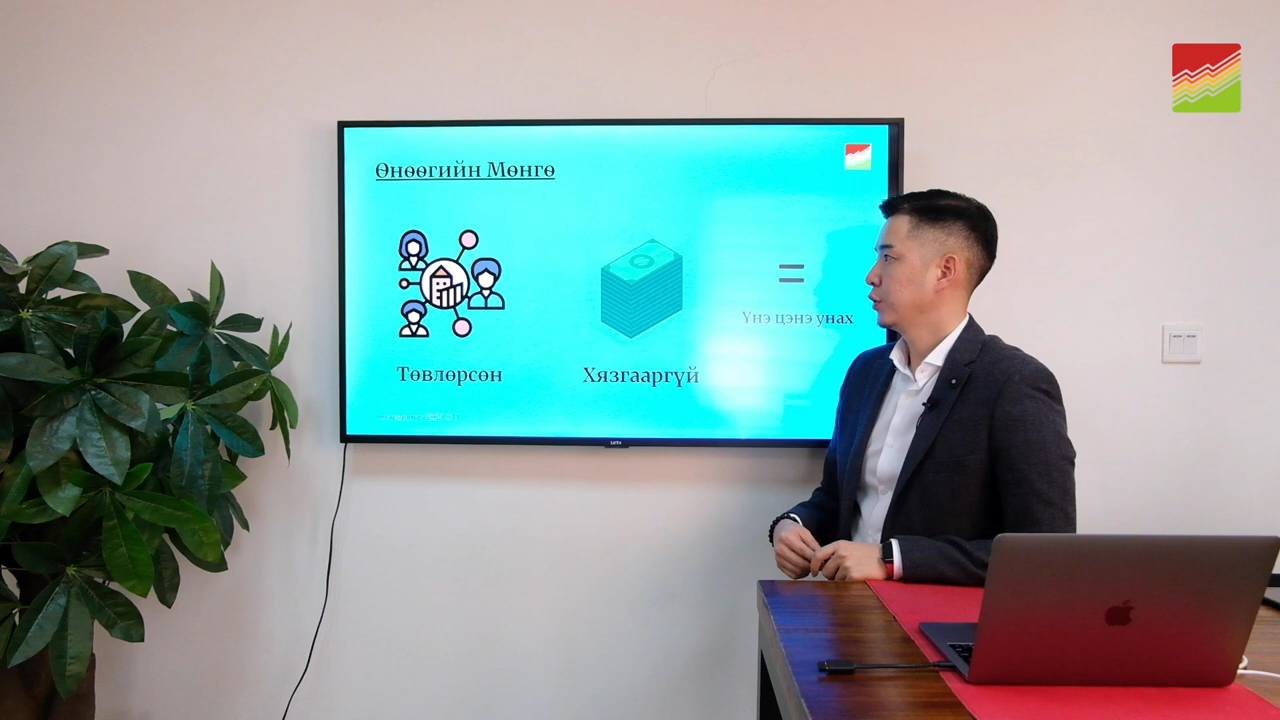 Өнөөгийн Мөнгө
=
Үнэ цэнэ унах
Төвлөрсөн
Хязгааргүй